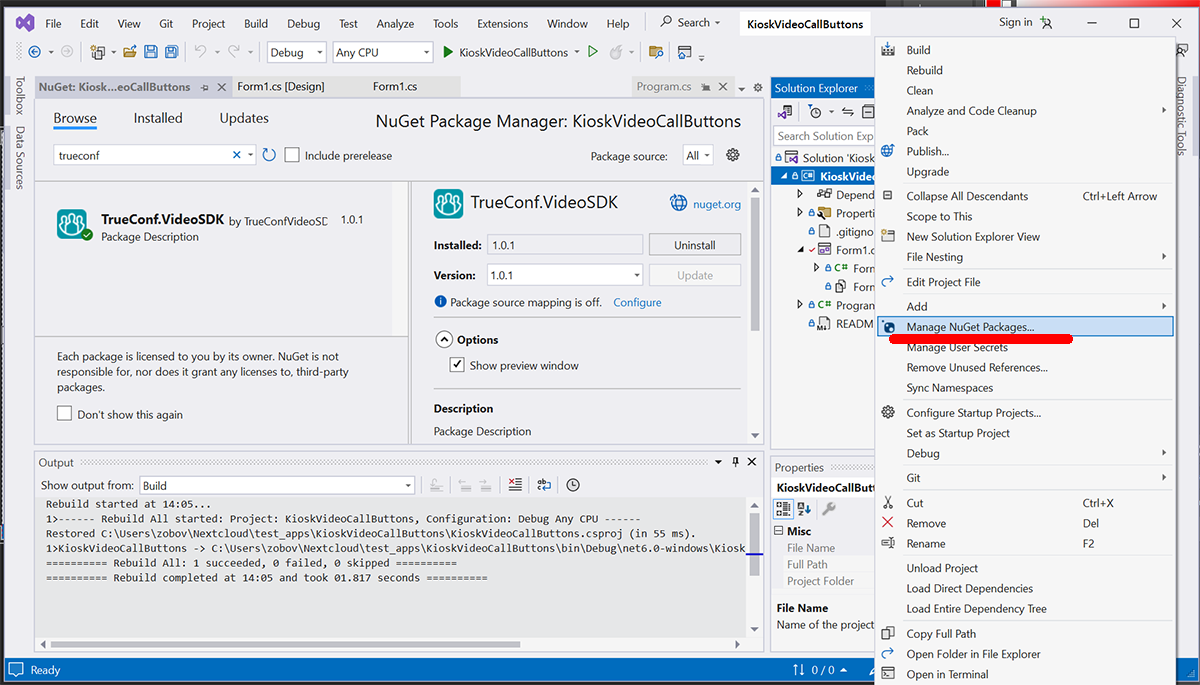 File Edit View Git Project Build Debug Test Analyze Tools Extensions Window Help Search KioskVideoCallButtons Sign in
Debug Any CPU KioskVideoCallButtons
Toolbox
Data Sources
NuGet: Kiosk...eoCallButtons Form1.cs [Design] Form1.cs Program.cs
Browse Installed Updates NuGet Package Manager: KioskVideoCallButtons
trueconf Include prerelease Package source: All
TrueConf.VideoSDK by TrueConfVideoSD 1.0.1
Package Description
Each package is licensed to you by its owner. NuGet is not
responsible for, nor does it grant any licenses to, third-party
packages.
Don't show this again
TrueConf.VideoSDK nuget.org
Installed: 1.0.1 Uninstall
Version: 1.0.1 Update
Package source mapping is off. Configure
Options
Show preview window
Description
Package Description
Output
Show output from: Build
Rebuild started at 14:05...
1>------ Rebuild All started: Project: KioskVideoCallButtons, Configuration: Debug Any CPU ------
Restored C:\Users\zobov\Nextcloud\test_apps\KioskVideoCallButtons\KioskVideoCallButtons.csproj (in 55 ms).
1>KioskVideoCallButtons -> C:\Users\zobov\Nextcloud\test_apps\KioskVideoCallButtons\bin\Debug\net6.0-windows\Kiosk
========== Rebuild All: 1 succeeded, 0 failed, 0 skipped ==========
========== Rebuild completed at 14:05 and took 01.817 seconds ==========
Solution Explorer
Search Solution Exp
Solution 'Kiosk
KioskVideo
Depend
Properti
.gitigno
Form1.c
C# Forn
Forn
C# Progran
README
Properties
KioskVideoCallButt
Misc
File Name
Full Path
Project Folder
File Name
Name of the project
Diagnostic Tools
Build
Rebuild
Clean
Analyze and Code Cleanup
Pack
Publish...
Upgrade
Collapse All Descendants Ctrl+Left Arrow
Scope to This
New Solution Explorer View
File Nesting
Edit Project File
Add
Manage NuGet Packages...
Manage User Secrets
Remove Unused References...
Sync Namespaces
Configure Startup Projects...
Set as Startup Project
Debug
Git
Cut Ctrl+X
Remove Del
Rename F2
Unload Project
Load Direct Dependencies
Load Entire Dependency Tree
Copy Full Path
Open Folder in File Explorer
Open in Terminal
Ready 0 / 0